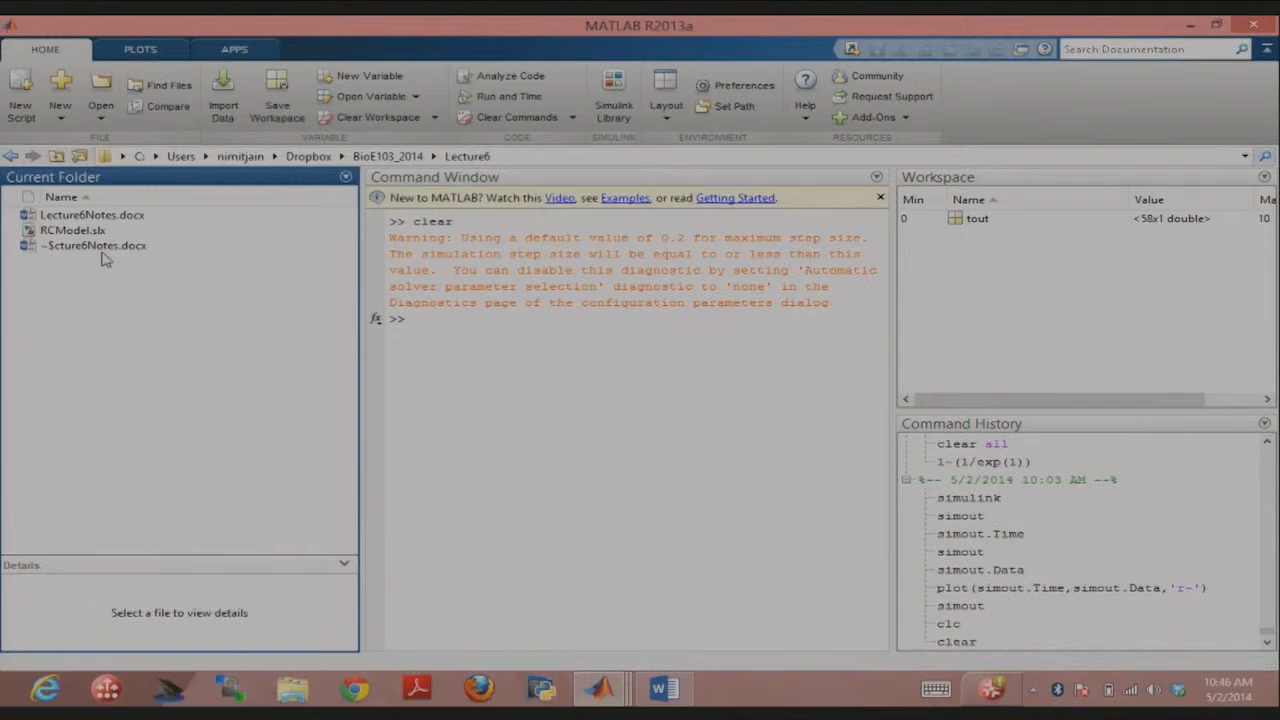 MATLAB R2013a
HOME PLOTS APPS
Search Documentation
New Script
New
Open
Find Files
Compare
Import Data
Save Workspace
New Variable
Open Variable
Clear Workspace
Analyze Code
Run and Time
Clear Commands
Simulink Library
Layout
Preferences
Set Path
Help
Community
Request Support
Add-Ons
FILE VARIABLE CODE SIMULINK ENVIRONMENT RESOURCES
C: Users nimitjain Dropbox BioE103_2014 Lecture6
Current Folder
Name
Lecture6Notes.docx
RCModel.slx
~$cture6Notes.docx
Details
Select a file to view details
Command Window
New to MATLAB? Watch this Video, see Examples, or read Getting Started.
>> clear
Warning: Using a default value of 0.2 for maximum step size.
The simulation step size will be equal to or less than this
value. You can disable this diagnostic by setting 'Automatic
solver parameter selection' diagnostic to 'none' in the
Diagnostics page of the configuration parameters dialog
fx >>
Workspace
Min Name Value Ma
0 tout <58x1 double> 10
Command History
clear all
1-(1/exp(1))
%-- 5/2/2014 10:03 AM --%
simulink
simout
simout.Time
simout
simout.Data
plot(simout.Time,simout.Data,'r-')
simout
clc
clear
10:46 AM
5/2/2014